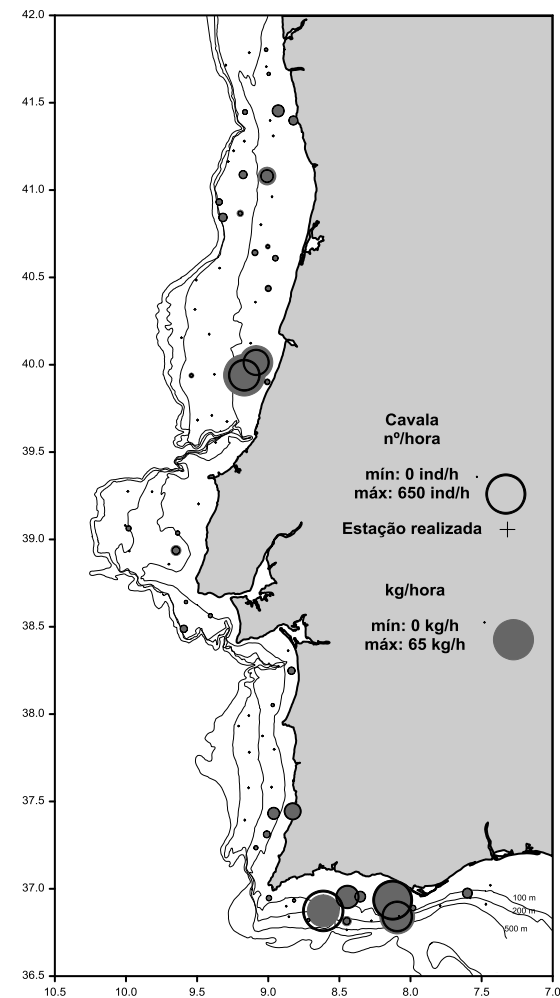 42.0
41.5
41.0
40.5
40.0
39.5
39.0
38.5
38.0
37.5
37.0
36.5
Cavala
nº/hora
mín: 0 ind/h
máx: 650 ind/h
Estação realizada
kg/hora
mín: 0 kg/h
máx: 65 kg/h
100 m
200 m
500 m
10.5 10.0 9.5 9.0 8.5 8.0 7.5 7.0